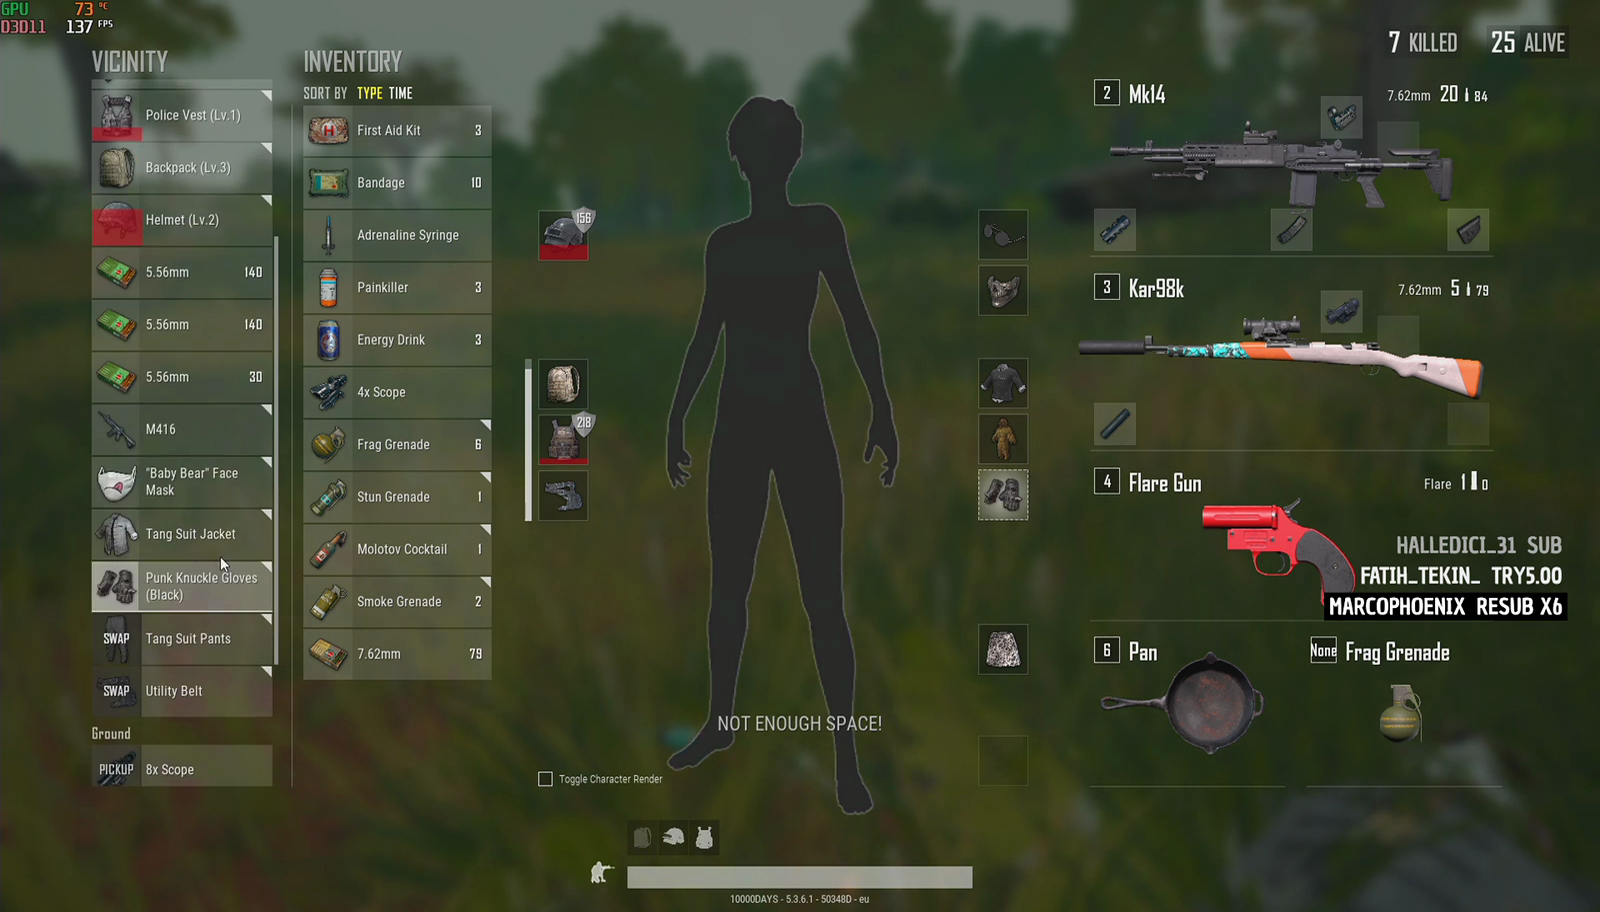 GPU 73 °C
D3D11 137 FPS
7 KILLED 25 ALIVE
VICINITY
Police Vest (Lv.1)
Backpack (Lv.3)
Helmet (Lv.2)
5.56mm 140
5.56mm 140
5.56mm 30
M416
"Baby Bear" Face
Mask
Tang Suit Jacket
Punk Knuckle Gloves
(Black)
SWAP Tang Suit Pants
SWAP Utility Belt
Ground
PICKUP 8x Scope
INVENTORY
SORT BY TYPE TIME
First Aid Kit 3
Bandage 10
Adrenaline Syringe
Painkiller 3
Energy Drink 3
4x Scope
Frag Grenade 6
Stun Grenade 1
Molotov Cocktail 1
Smoke Grenade 2
7.62mm 79
156
218
NOT ENOUGH SPACE!
Toggle Character Render
10000DAYS - 5.3.6.1 - 50348D - eu
2 Mk14 7.62mm 20 84
3 Kar98k 7.62mm 5 79
4 Flare Gun Flare 1 0
HALLEDICI_31 SUB
FATIH_TEKIN_ TRY5.00
MARCOPHOENIX RESUB X6
6 Pan
None Frag Grenade